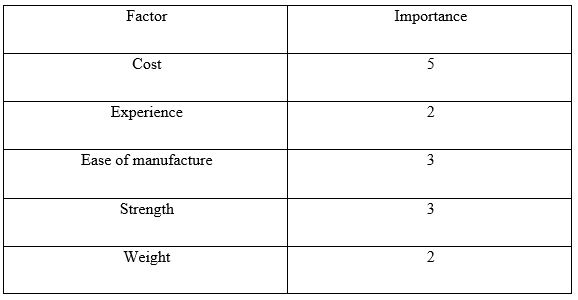 Factor Importance
Cost 5
Experience 2
Ease of manufacture 3
Strength 3
Weight 2